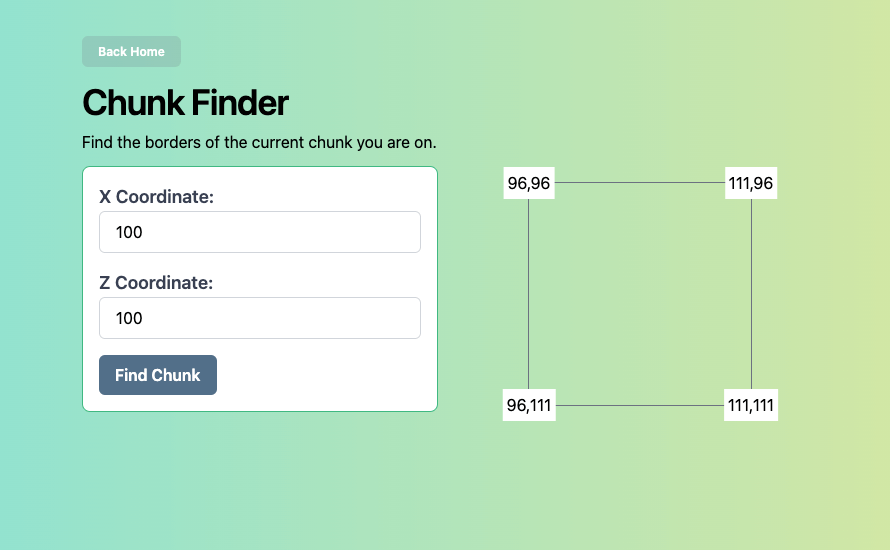 Back Home
Chunk Finder
Find the borders of the current chunk you are on.
X Coordinate:
100
Z Coordinate:
100
Find Chunk
96,96
111,96
96,111
111,111